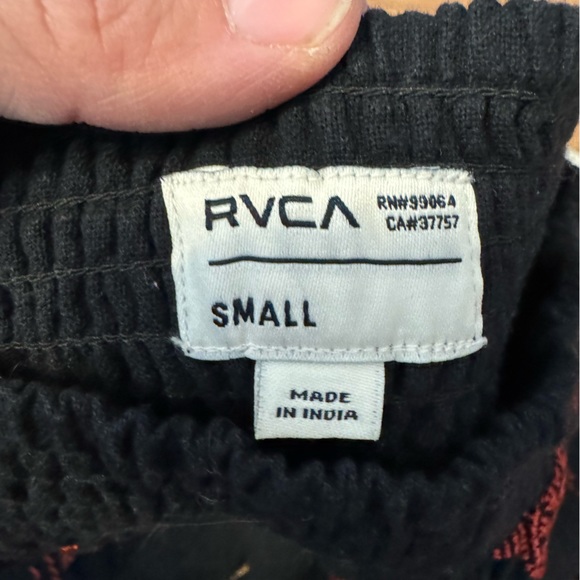 RVCA
RN#99064
CA#37757
SMALL
MADE
IN INDIA